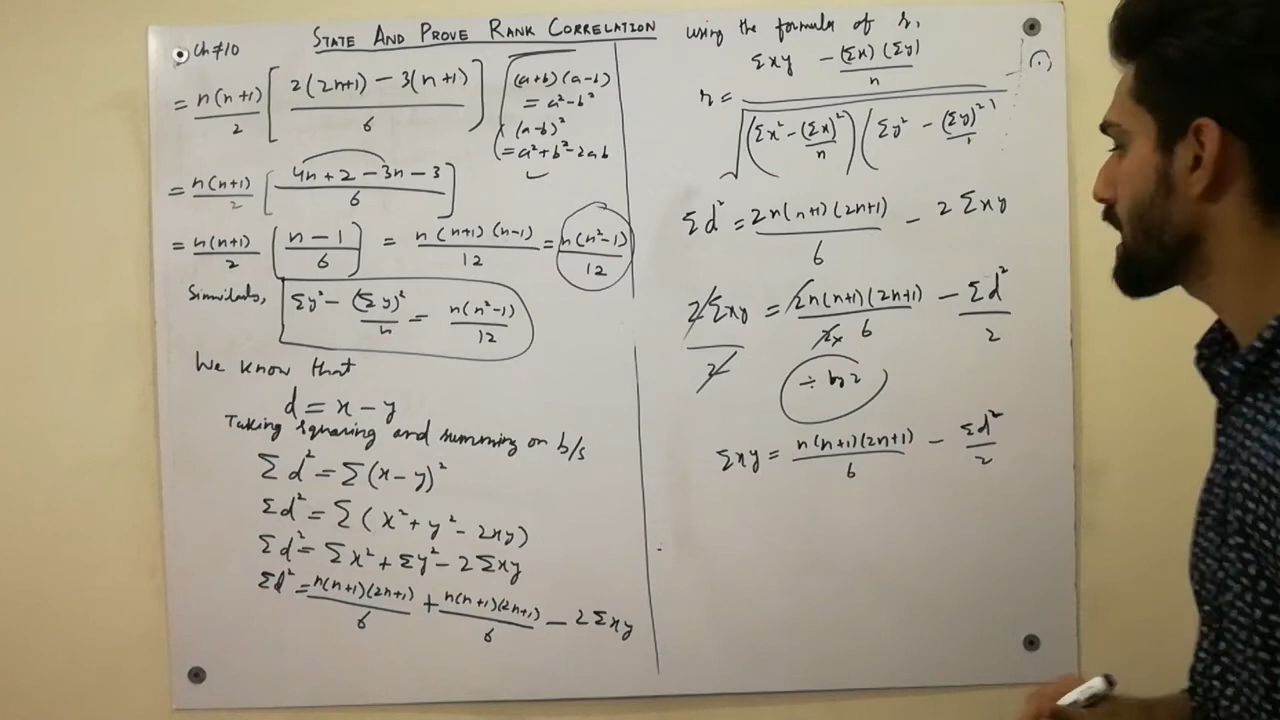 Ch # 10
STATE AND PROVE RANK CORRELATION
= n(n+1)/2 [ 2(2n+1) - 3(n+1) / 6 ]
(a+b)(a-b)
= a² - b²
(a-b)²
= a² + b² - 2ab
= n(n+1)/2 [ 4n + 2 - 3n - 3 / 6 ]
= n(n+1)/2 [ n - 1 / 6 ] = n(n+1)(n-1)/12 = n(n²-1)/12
Similarly, Σy² - (Σy)²/n = n(n²-1)/12
We know that
d = x - y
Taking squaring and summing on b/s
Σd² = Σ(x-y)²
Σd² = Σ(x² + y² - 2xy)
Σd² = Σx² + Σy² - 2Σxy
Σd² = n(n+1)(2n+1)/6 + n(n+1)(2n+1)/6 - 2Σxy
using the formula of r,
r = Σxy - (Σx)(Σy)/n / √(Σx² - (Σx)²/n)(Σy² - (Σy)²/
Σd² = 2n(n+1)(2n+1)/6 - 2Σxy
2Σxy/2 = 2n(n+1)(2n+1)/2×6 - Σd²/2
÷ by 2
Σxy = n(n+1)(2n+1)/6 - Σd²/2